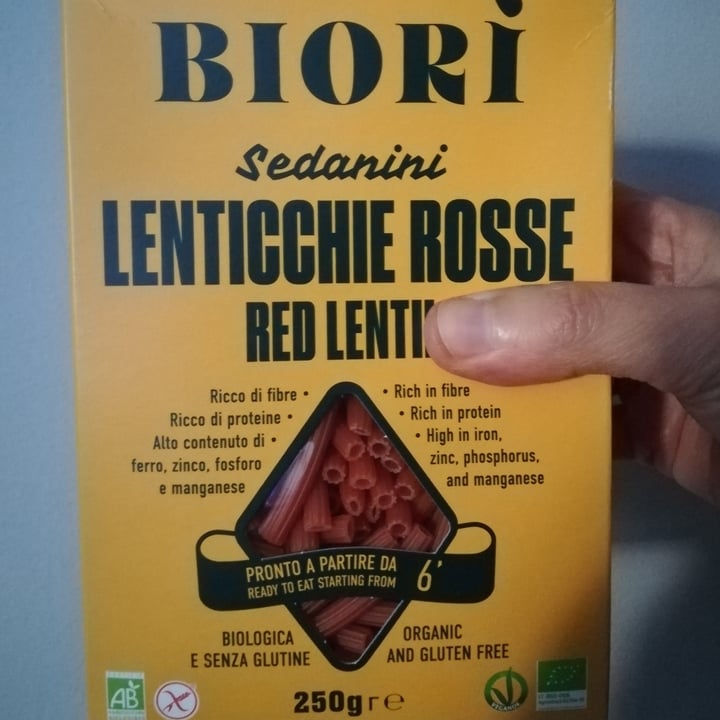 BIORÌ
Sedanini
LENTICCHIE ROSSE
RED
Ricco di fibre •
Ricco di proteine •
Alto contenuto di •
ferro, zinco, fosforo
e manganese
• Rich in fibre
• Rich in protein
• High in iron,
zinc, phosphorus,
and manganese
PRONTO A PARTIRE DA
READY TO EAT STARTING FROM
6'
BIOLOGICA
E SENZA GLUTINE
ORGANIC
AND GLUTEN FREE
250g r e
AB
VEGANOK